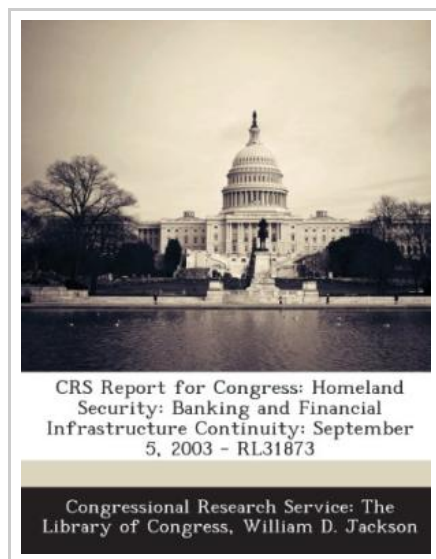 CRS Report for Congress: Homeland
Security: Banking and Financial
Infrastructure Continuity: September
5, 2003 - RL31873
Congressional Research Service: The
Library of Congress, William D. Jackson